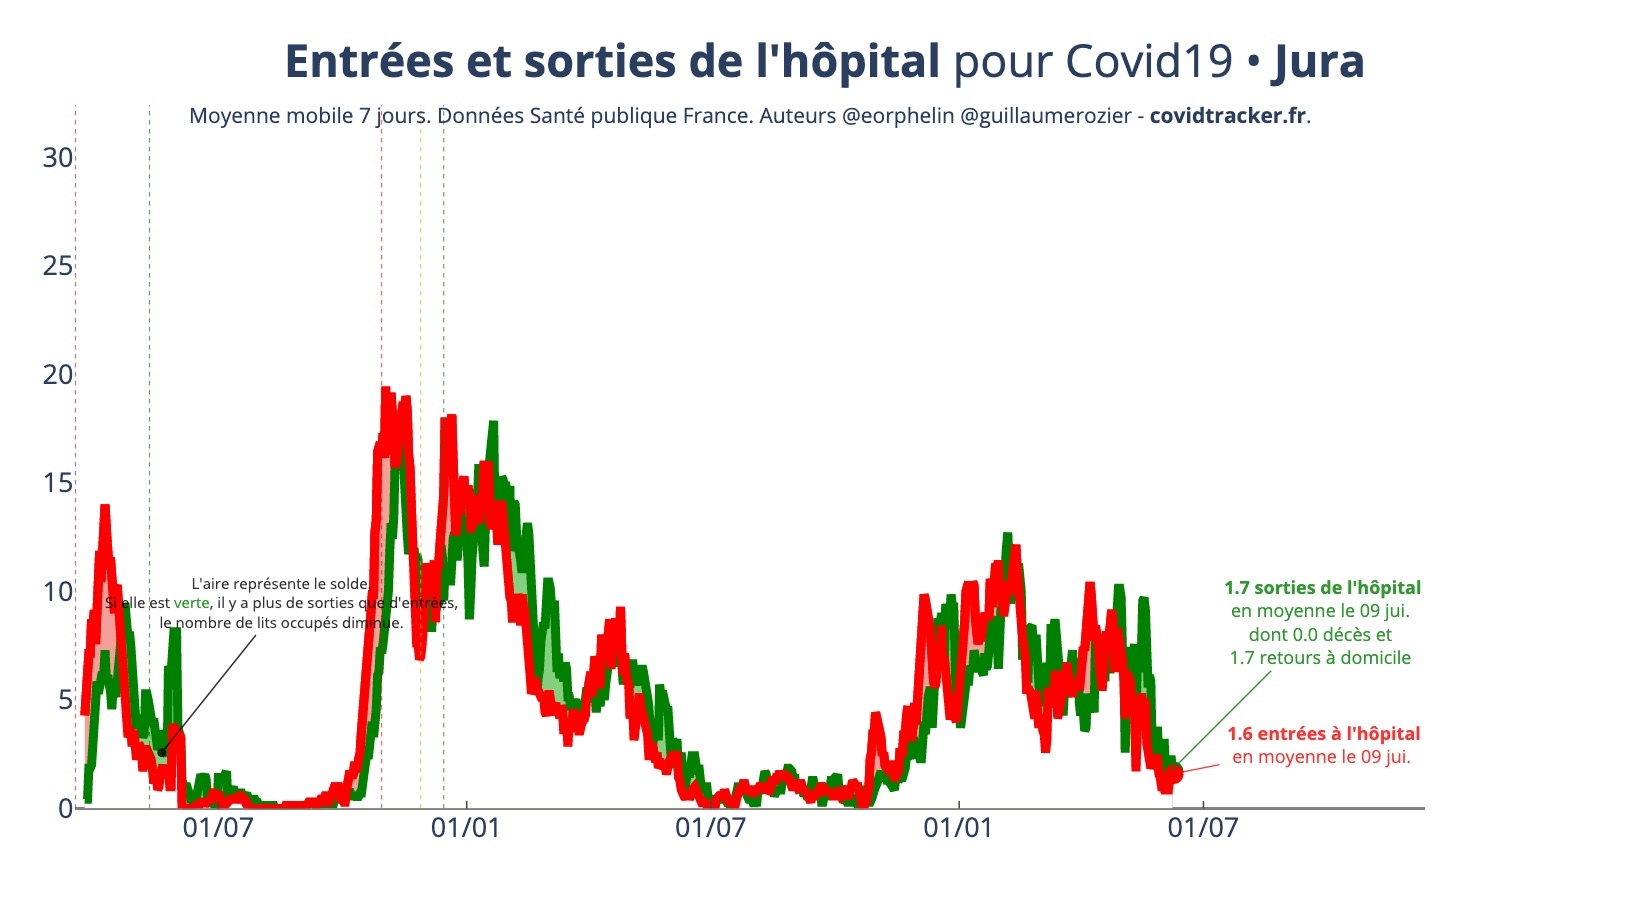 Entrées et sorties de l'hôpital pour Covid19 • Jura
Moyenne mobile 7 jours. Données Santé publique France. Auteurs @eorphelin @guillaumerozier - covidtracker.fr.
30
25
20
15
10
5
0
L'aire représente le solde.
Si elle est verte, il y a plus de sorties que d'entrées,
le nombre de lits occupés diminue.
1.7 sorties de l'hôpital
en moyenne le 09 jui.
dont 0.0 décès et
1.7 retours à domicile
1.6 entrées à l'hôpital
en moyenne le 09 jui.
01/07
01/01
01/07
01/01
01/07